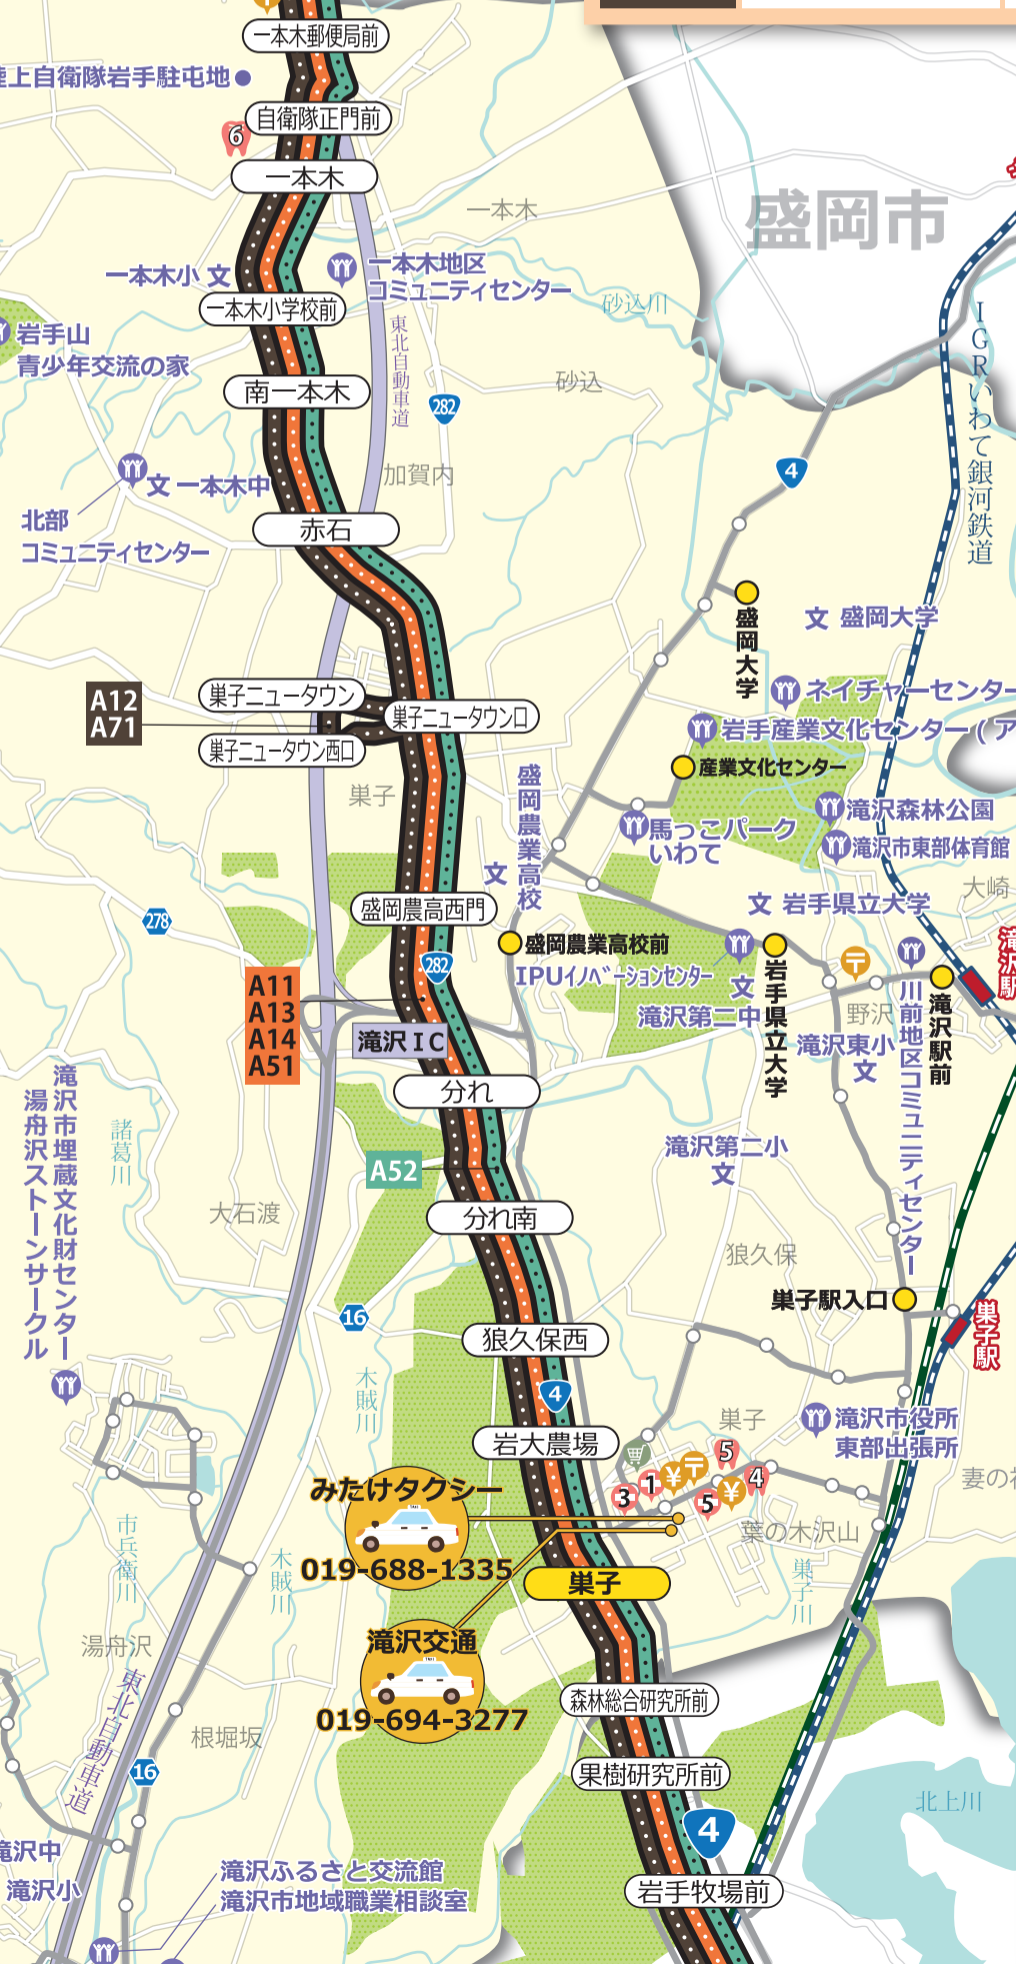 一本木郵便局前
陸上自衛隊岩手駐屯地
自衛隊正門前
6
一本木
一本木
盛岡市
一本木小 文
一本木地区
コミュニティセンター
一本木小学校前
砂込川
IGRいわて銀河鉄道
岩手山
青少年交流の家
東北自動車道
南一本木
砂込
282
加賀内
4
文 一本木中
北部
コミュニティセンター
赤石
盛岡大学
文 盛岡大学
巣子ニュータウン
A12
A71
巣子ニュータウン口
巣子ニュータウン西口
ネイチャーセンター
岩手産業文化センター(ア
産業文化センター
巣子
盛岡農業高校
文
馬っこパーク
いわて
滝沢森林公園
滝沢市東部体育館
大崎
盛岡農高西門
文 岩手県立大学
278
盛岡農業高校前
282
IPUイノベーションセンター
文
滝沢第二中
岩手県立大学
〒
滝沢駅
滝沢駅前
野沢
川前地区コミュニティセンター
A11
A13
A14
A51
滝沢IC
滝沢東小
文
分れ
滝沢市埋蔵文化財センター
湯舟沢ストーンサークル
諸葛川
A52
滝沢第二小
文
大石渡
分れ南
狼久保
巣子駅入口
巣子駅
16
狼久保西
木賊川
4
巣子
滝沢市役所
東部出張所
岩大農場
5
〒
¥
1
3
4
5
¥
妻の神
みたけタクシー
TAXI
019-688-1335
葉の木沢山
市兵衛川
木賊川
巣子
巣子川
滝沢交通
TAXI
019-694-3277
湯舟沢
東北自動車道
根堀坂
森林総合研究所前
16
果樹研究所前
4
北上川
滝沢中
滝沢小
滝沢ふるさと交流館
滝沢市地域職業相談室
岩手牧場前